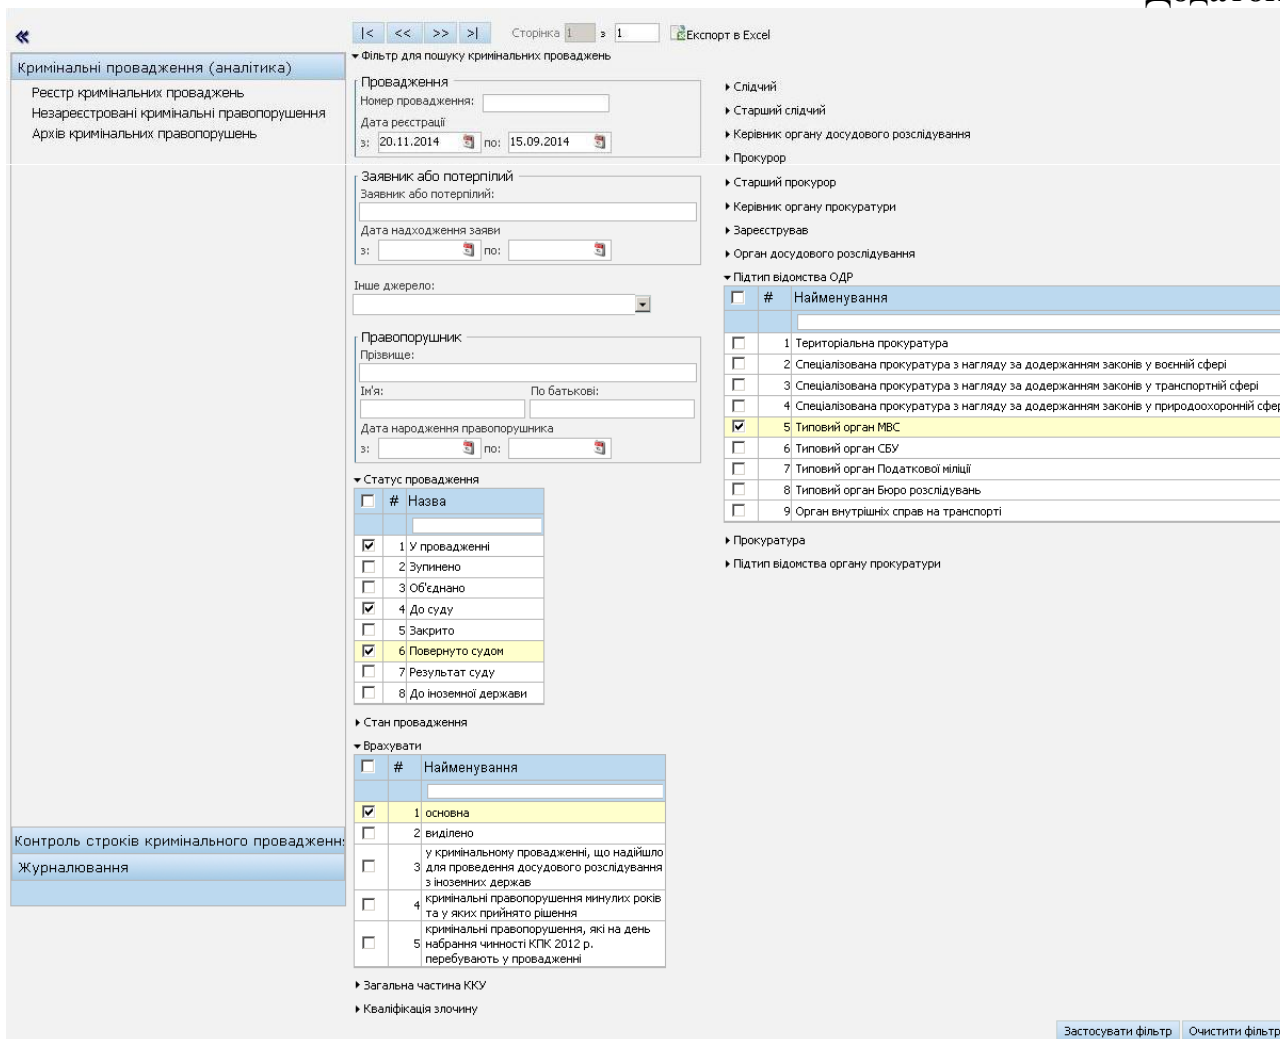 Додаток
|< << >> >| Сторінка 1 з 1 Експорт в Excel
Фільтр для пошуку кримінальних проваджень
Кримінальні провадження (аналітика)
Реєстр кримінальних проваджень
Незареєстровані кримінальні правопорушення
Архів кримінальних правопорушень
Контроль строків кримінального проваджен
Журналювання
Провадження
Номер провадження:
Дата реєстрації
з: 20.11.2014 по: 15.09.2014
Заявник або потерпілий
Заявник або потерпілий:
Дата надходження заяви
з: по:
Інше джерело:
Правопорушник
Прізвище:
Ім'я: По батькові:
Дата народження правопорушника
з: по:
Статус провадження
# Назва
1 У провадженні
2 Зупинено
3 Об'єднано
4 До суду
5 Закрито
6 Повернуто судом
7 Результат суду
8 До іноземної держави
Стан провадження
Врахувати
# Найменування
1 основна
2 виділено
у кримінальному провадженні, що надійшло
3 для проведення досудового розслідування
з іноземних держав
кримінальні правопорушення минулих років
4 та у яких прийнято рішення
кримінальні правопорушення, які на день
5 набрання чинності КПК 2012 р.
перебувають у провадженні
Загальна частина ККУ
Кваліфікація злочину
Слідчий
Старший слідчий
Керівник органу досудового розслідування
Прокурор
Старший прокурор
Керівник органу прокуратури
Зареєстрував
Орган досудового розслідування
Підтип відомства ОДР
# Найменування
1 Територіальна прокуратура
2 Спеціалізована прокуратура з нагляду за додержанням законів у воєнній сфері
3 Спеціалізована прокуратура з нагляду за додержанням законів у транспортній сфері
4 Спеціалізована прокуратура з нагляду за додержанням законів у природоохоронній сфер
5 Типовий орган МВС
6 Типовий орган СБУ
7 Типовий орган Податкової міліції
8 Типовий орган Бюро розслідувань
9 Орган внутрішніх справ на транспорті
Прокуратура
Підтип відомства органу прокуратури
Застосувати фільтр Очистити фільтр